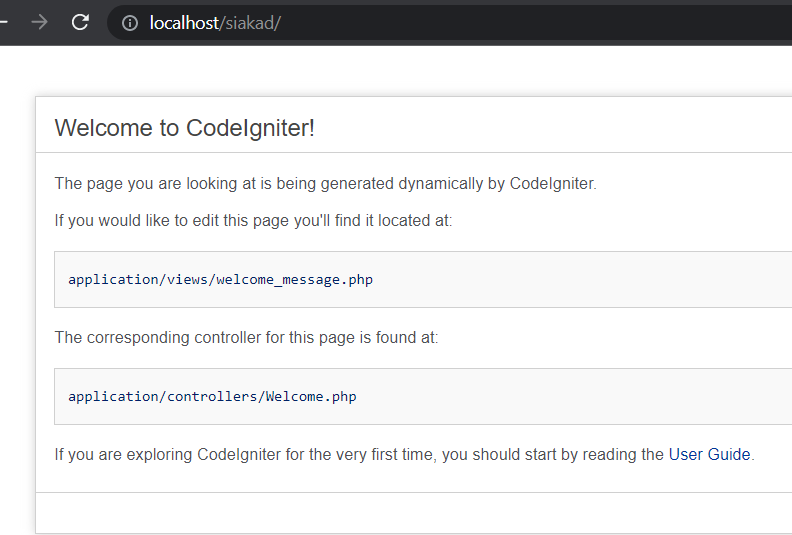 localhost/siakad/
Welcome to CodeIgniter!
The page you are looking at is being generated dynamically by CodeIgniter.
If you would like to edit this page you'll find it located at:
application/views/welcome_message.php
The corresponding controller for this page is found at:
application/controllers/Welcome.php
If you are exploring CodeIgniter for the very first time, you should start by reading the User Guide.